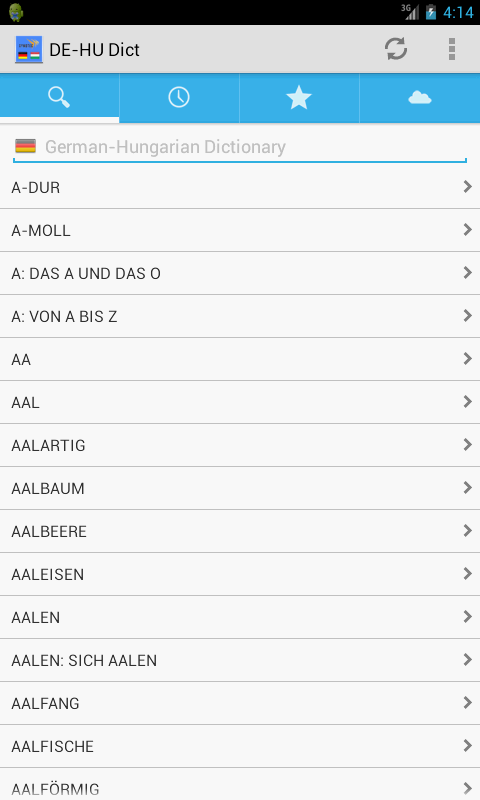 3G 4:14
DE-HU Dict
German-Hungarian Dictionary
A-DUR
A-MOLL
A: DAS A UND DAS O
A: VON A BIS Z
AA
AAL
AALARTIG
AALBAUM
AALBEERE
AALEISEN
AALEN
AALEN: SICH AALEN
AALFANG
AALFISCHE
AALFÖRMIG